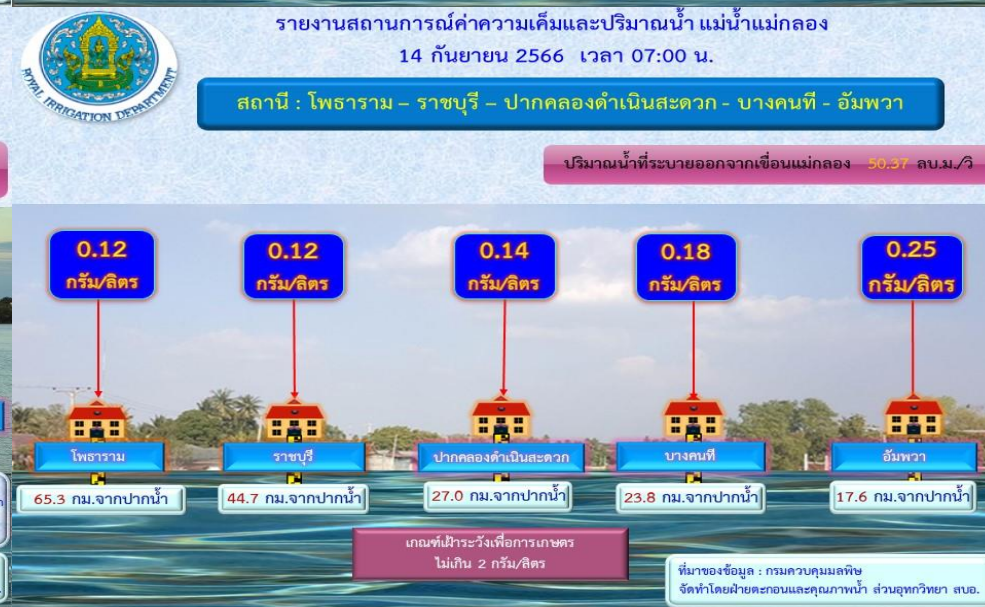 รายงานสถานการณ์ค่าความเค็มและปริมาณน้ำ แม่น้ำแม่กลอง
14 กันยายน 2566 เวลา 07:00 น.
ROYAL IRRIGATION DEPARTMENT
สถานี : โพธาราม – ราชบุรี – ปากคลองดำเนินสะดวก - บางคนที - อัมพวา
ปริมาณน้ำที่ระบายออกจากเขื่อนแม่กลอง 50.37 ลบ.ม./วิ
0.12 กรัม/ลิตร
0.12 กรัม/ลิตร
0.14 กรัม/ลิตร
0.18 กรัม/ลิตร
0.25 กรัม/ลิตร
โพธาราม
ราชบุรี
ปากคลองดำเนินสะดวก
บางคนที
อัมพวา
65.3 กม.จากปากน้ำ
44.7 กม.จากปากน้ำ
27.0 กม.จากปากน้ำ
23.8 กม.จากปากน้ำ
17.6 กม.จากปากน้ำ
เกณฑ์เฝ้าระวังเพื่อการเกษตร
ไม่เกิน 2 กรัม/ลิตร
ที่มาของข้อมูล : กรมควบคุมมลพิษ
จัดทำโดยฝ่ายตะกอนและคุณภาพน้ำ ส่วนอุทกวิทยา สบอ.